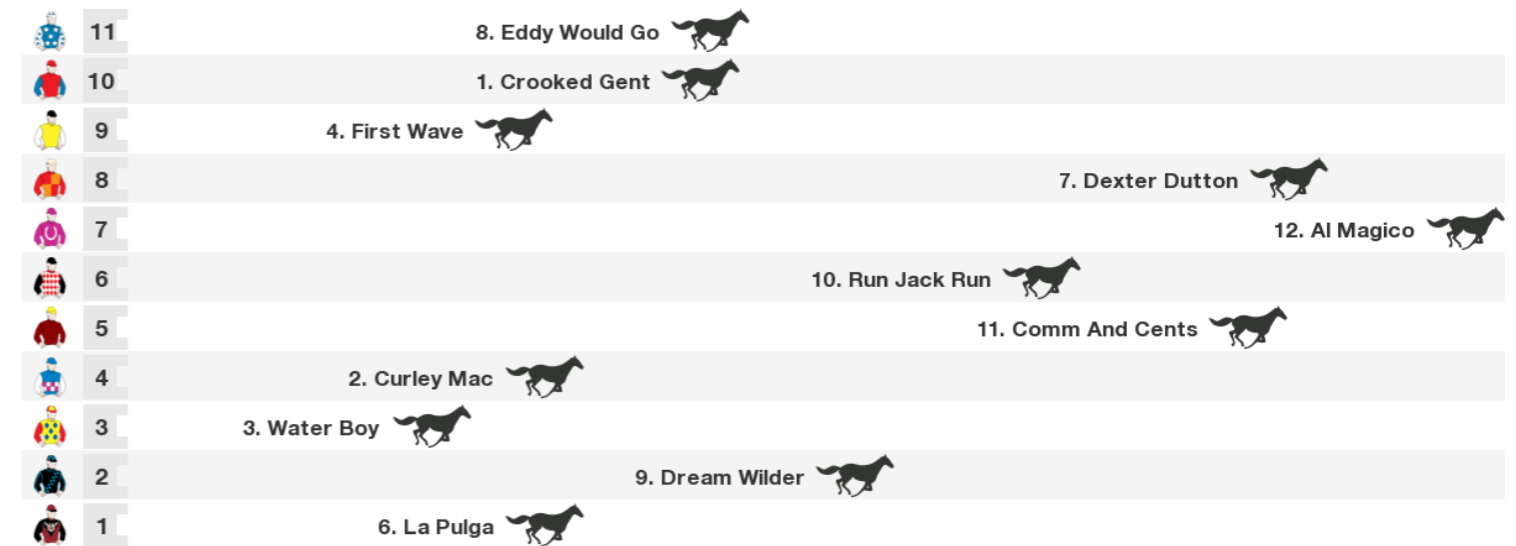 11 8. Eddy Would Go
10 1. Crooked Gent
9 4. First Wave
8 7. Dexter Dutton
7 12. Al Magico
6 10. Run Jack Run
5 11. Comm And Cents
4 2. Curley Mac
3 3. Water Boy
2 9. Dream Wilder
1 6. La Pulga